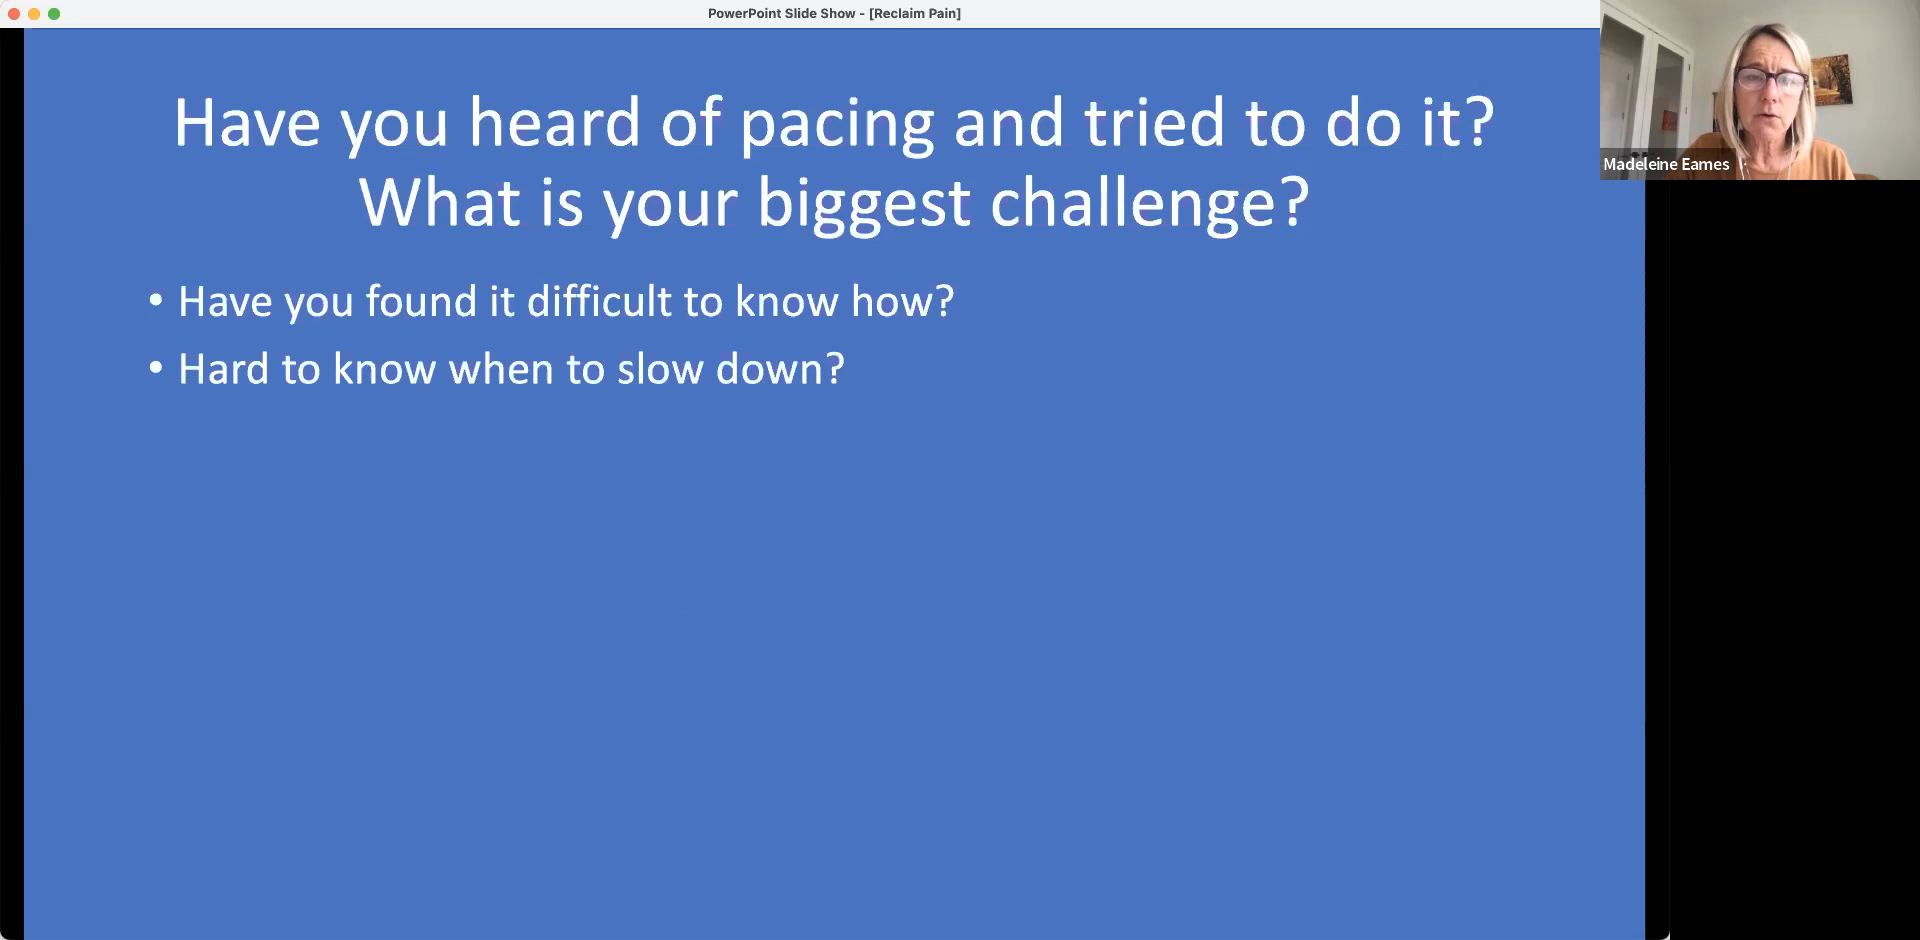 PowerPoint Slide Show - [Reclaim Pain]
Have you heard of pacing and tried to do it?
What is your biggest challenge?
• Have you found it difficult to know how?
• Hard to know when to slow down?
Madeleine Eames